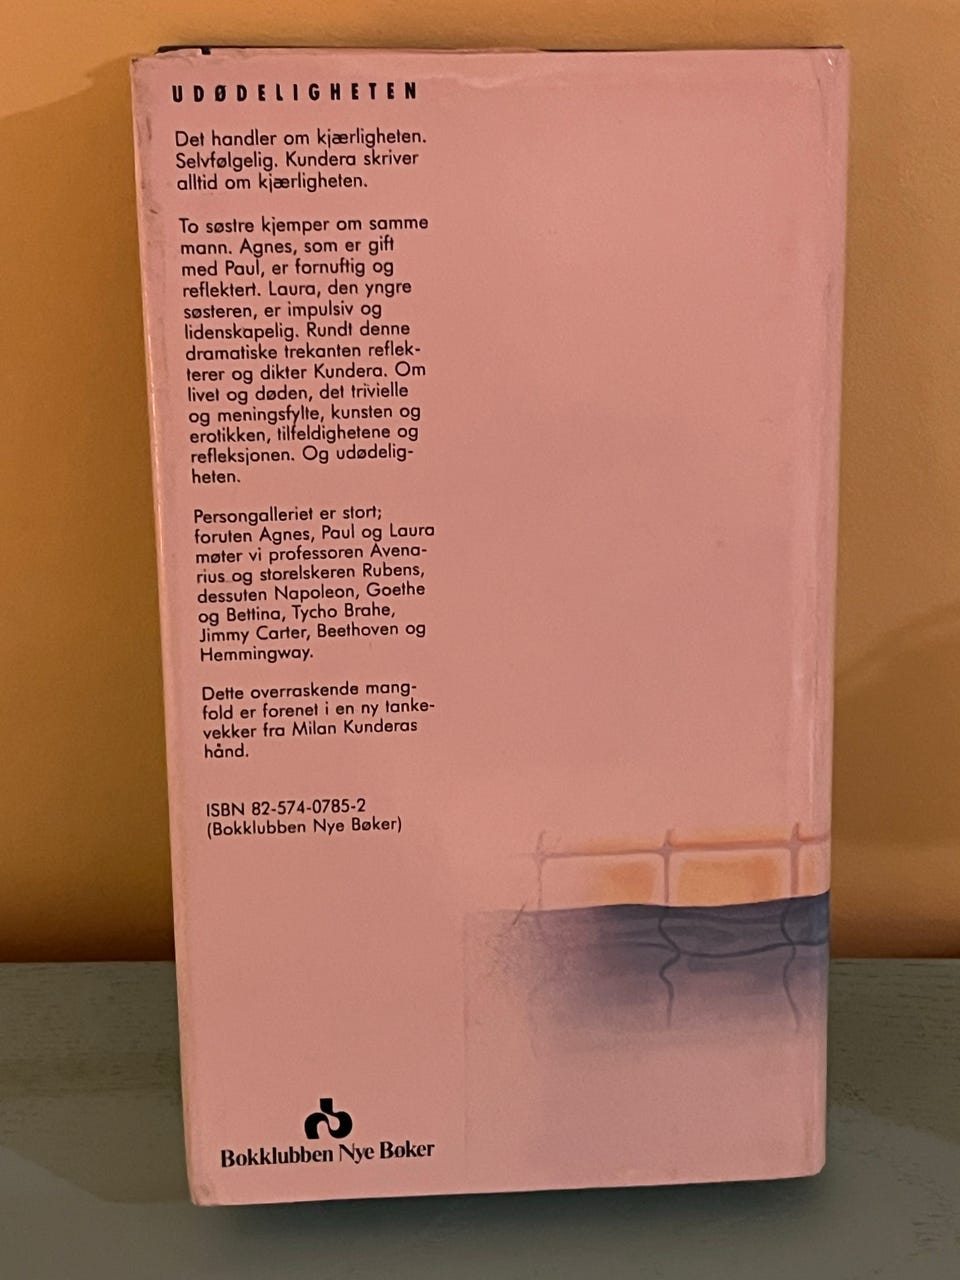 UDØDELIGHETEN
Det handler om kjærligheten.
Selvfølgelig. Kundera skriver
alltid om kjærligheten.
To søstre kjemper om samme
mann. Agnes, som er gift
med Paul, er fornuftig og
reflektert. Laura, den yngre
søsteren, er impulsiv og
lidenskapelig. Rundt denne
dramatiske trekanten reflek-
terer og dikter Kundera. Om
livet og døden, det trivielle
og meningsfylte, kunsten og
erotikken, tilfeldighetene og
refleksjonen. Og udødelig-
heten.
Persongalleriet er stort;
foruten Agnes, Paul og Laura
møter vi professoren Avena-
rius og storelskeren Rubens,
dessuten Napoleon, Goethe
og Bettina, Tycho Brahe,
Jimmy Carter, Beethoven og
Hemmingway.
Dette overraskende mang-
fold er forenet i en ny tanke-
vekker fra Milan Kunderas
hånd.
ISBN 82-574-0785-2
(Bokklubben Nye Bøker)
Bokklubben Nye Bøker